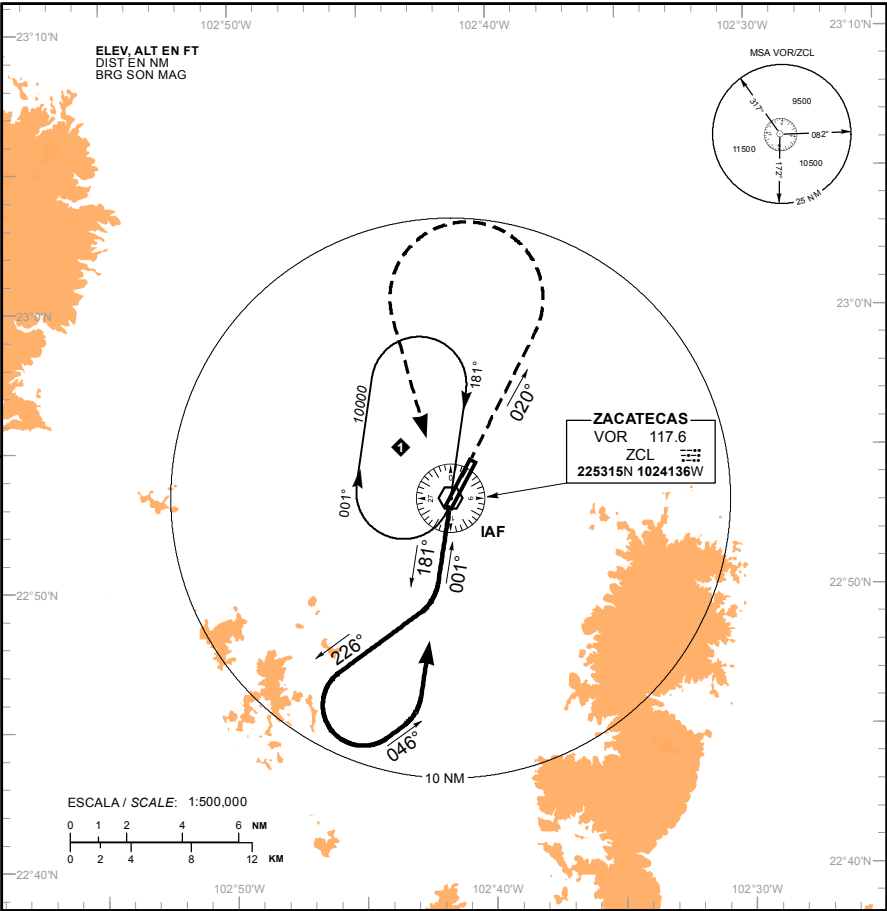 102°50'W
102°40'W
102°30'W
23°10'N
23°10'N
ELEV, ALT EN FT
DIST EN NM
BRG SON MAG
MSA VOR/ZCL
317°
9500
082°
11500
10500
172°
25 NM
23°0'N
23°0'N
10000
181°
020°
1
ZACATECAS
VOR 117.6
ZCL
225315N 1024136W
001°
0
27
9
IAF
181°
001°
22°50'N
22°50'N
226°
046°
10 NM
ESCALA / SCALE: 1:500,000
0 1 2 4 6 NM
0 2 4 8 12 KM
22°40'N
22°40'N
102°50'W
102°40'W
102°30'W